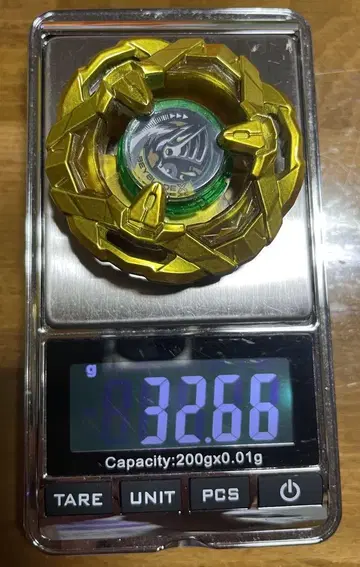 g
32.66
Capacity:200gx0.01g
TARE UNIT PCS